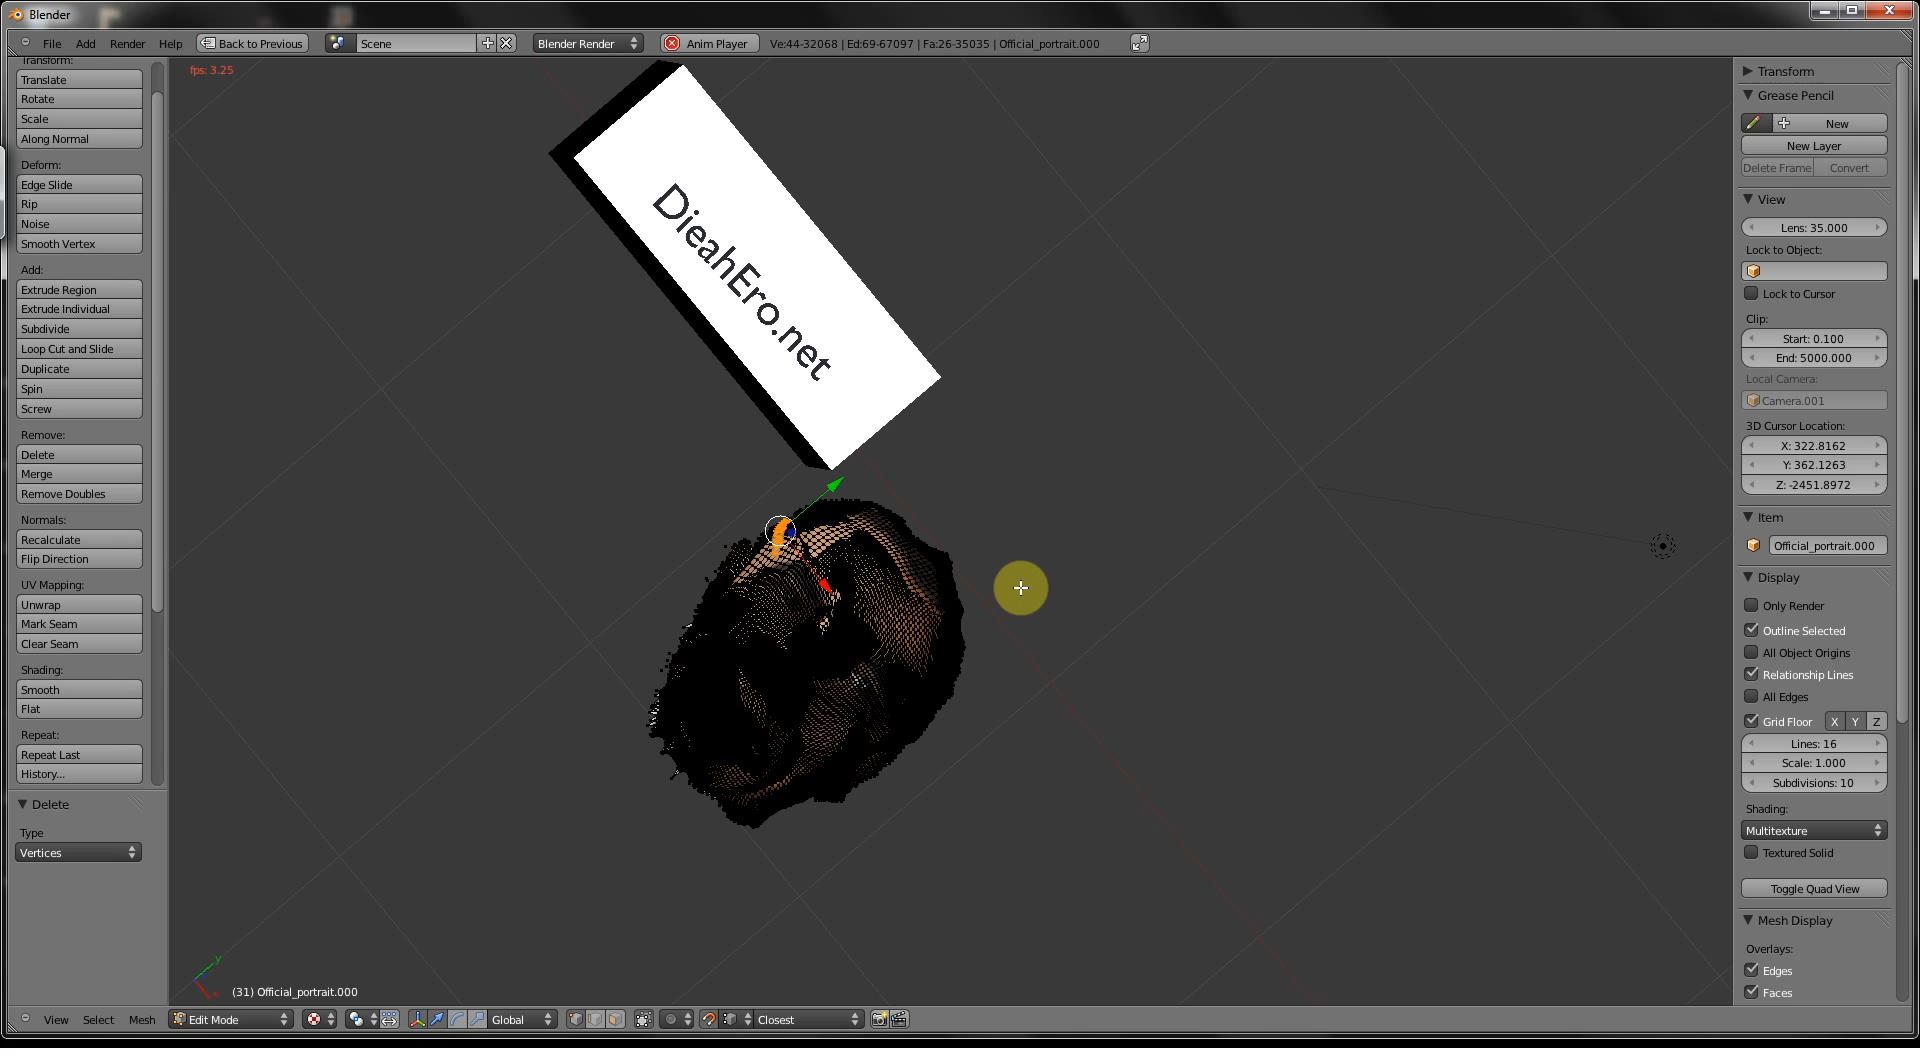 Blender
File Add Render Help Back to Previous Scene Blender Render Anim Player Ve:44-32068 | Ed:69-67097 | Fa:26-35035 | Official_portrait.000
fps: 3.25
Transform:
Translate
Rotate
Scale
Along Normal
Deform:
Edge Slide
Rip
Noise
Smooth Vertex
Add:
Extrude Region
Extrude Individual
Subdivide
Loop Cut and Slide
Duplicate
Spin
Screw
Remove:
Delete
Merge
Remove Doubles
Normals:
Recalculate
Flip Direction
UV Mapping:
Unwrap
Mark Seam
Clear Seam
Shading:
Smooth
Flat
Repeat:
Repeat Last
History...
Delete
Type
Vertices
DieahEro.net
y
(31) Official_portrait.000
Transform
Grease Pencil
New
New Layer
Delete Frame Convert
View
Lens: 35.000
Lock to Object:
Lock to Cursor
Clip:
Start: 0.100
End: 5000.000
Local Camera:
Camera.001
3D Cursor Location:
X: 322.8162
Y: 362.1263
Z: -2451.8972
Item
Official_portrait.000
Display
Only Render
Outline Selected
All Object Origins
Relationship Lines
All Edges
Grid Floor X Y Z
Lines: 16
Scale: 1.000
Subdivisions: 10
Shading:
Multitexture
Textured Solid
Toggle Quad View
Mesh Display
Overlays:
Edges
Faces
View Select Mesh Edit Mode Global Closest